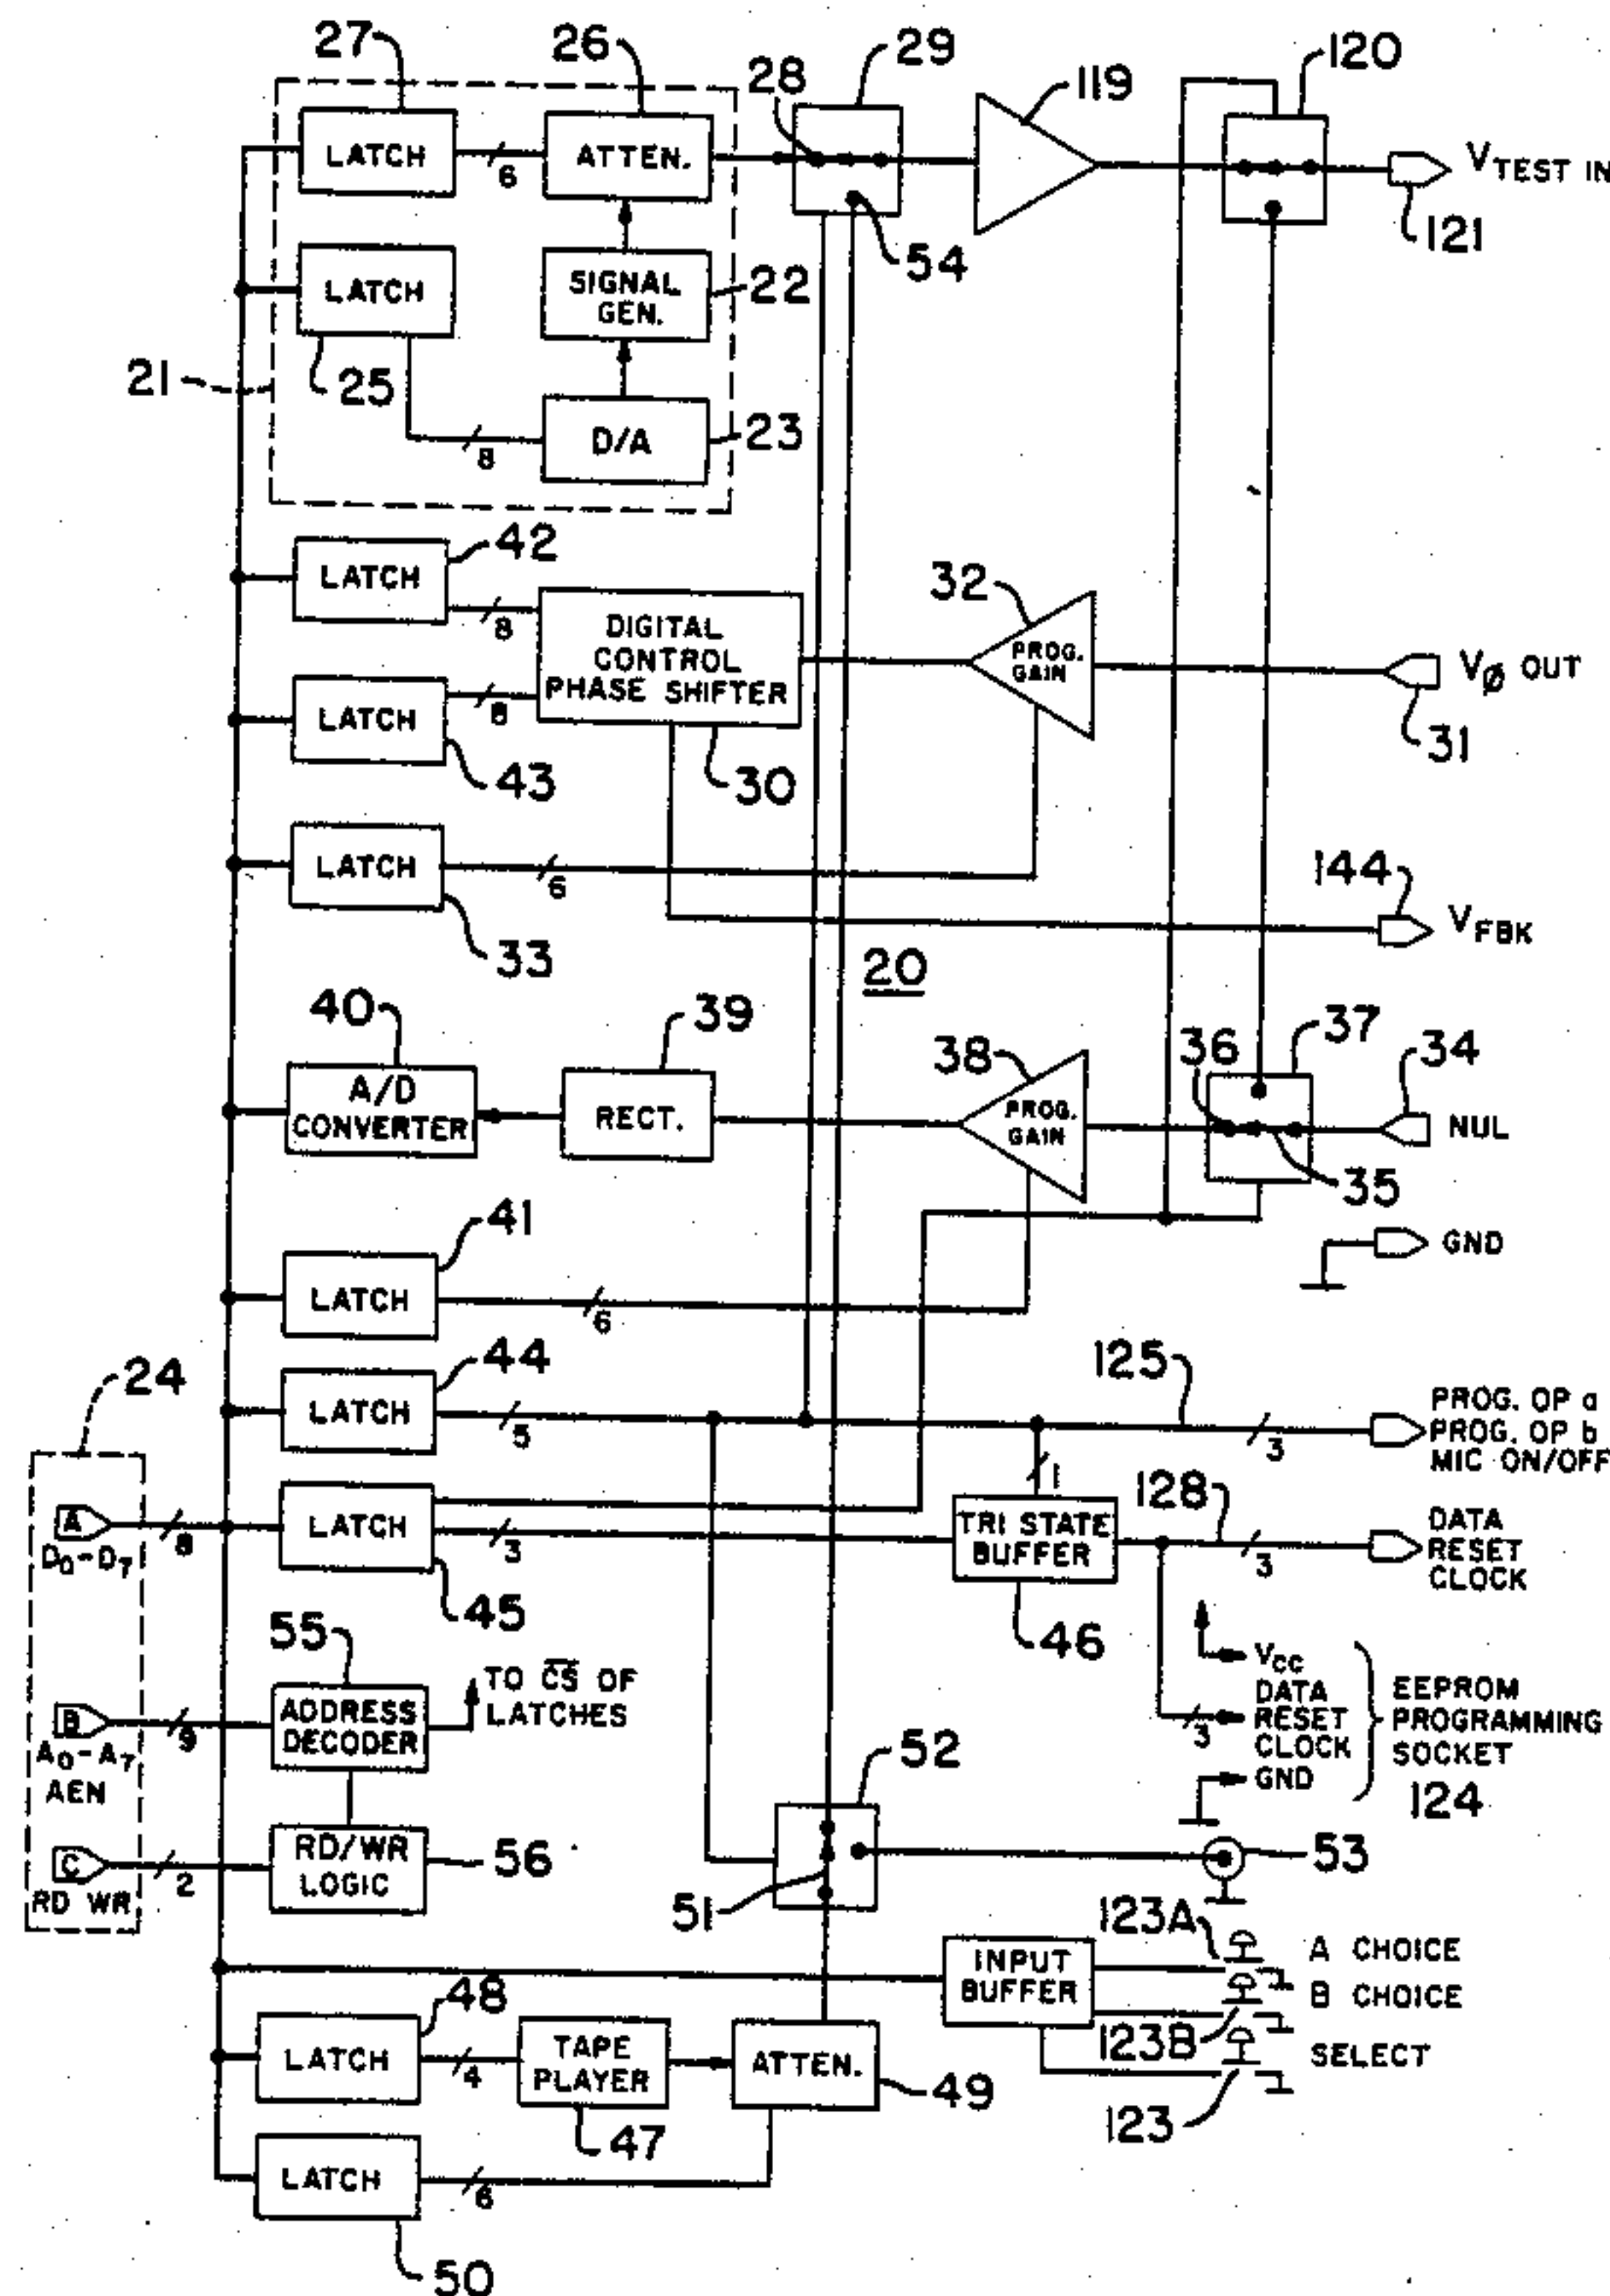 27
26
28
29
119
120
LATCH
6
ATTEN.
V TEST IN
121
54
LATCH
SIGNAL
GEN.
22
21
25
8
D/A
23
42
LATCH
8
DIGITAL
CONTROL
PHASE SHIFTER
32
PROG.
GAIN
VØ OUT
31
LATCH
8
43
30
LATCH
6
33
144
VFBK
20
40
39
38
36
37
34
A/D
CONVERTER
RECT.
PROG.
GAIN
NUL
35
41
LATCH
6
GND
44
LATCH
5
125
3
PROG. OP a
PROG. OP b
MIC ON/OFF
24
A
D0-D7
8
LATCH
3
45
1
TRI STATE
BUFFER
46
128
3
DATA
RESET
CLOCK
55
B
A0-A7
AEN
9
ADDRESS
DECODER
TO C̅S̅ OF
LATCHES
VCC
DATA
RESET
CLOCK
GND
3
EEPROM
PROGRAMMING
SOCKET
124
C
RD WR
2
RD/WR
LOGIC
56
52
51
53
INPUT
BUFFER
123A
A CHOICE
B CHOICE
123B
SELECT
123
48
LATCH
4
TAPE
PLAYER
47
ATTEN.
49
LATCH
6
50